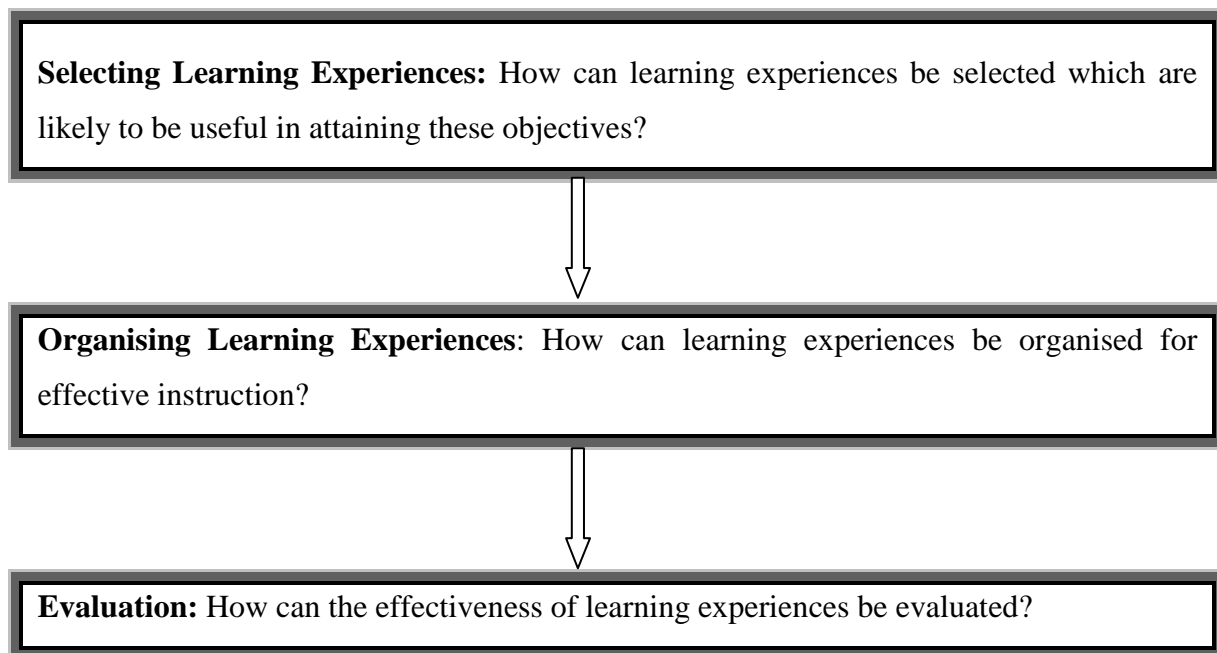 Selecting Learning Experiences: How can learning experiences be selected which are
likely to be useful in attaining these objectives?
Organising Learning Experiences: How can learning experiences be organised for
effective instruction?
Evaluation: How can the effectiveness of learning experiences be evaluated?